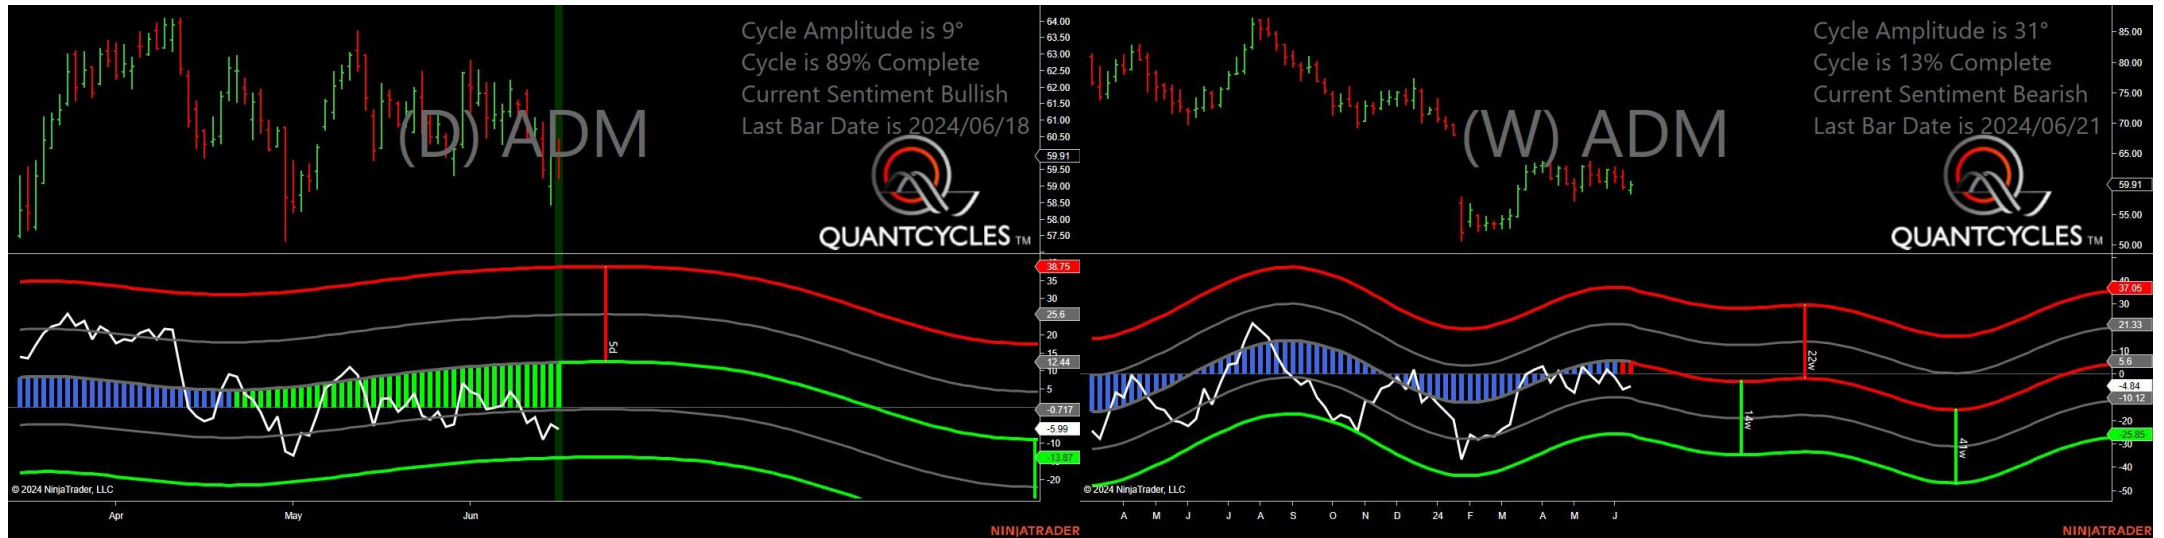 Cycle Amplitude is 9°
Cycle is 89% Complete
Current Sentiment Bullish
Last Bar Date is 2024/06/18
(D) ADM
QUANTCYCLES TM
64.00
63.50
63.00
62.50
62.00
61.50
61.00
60.50
59.91
59.50
59.00
58.50
58.00
57.50
38.75
35
30
25.6
20
15
12.44
10
5
-0.717
-5.99
-10
-13.87
-20
5d
© 2024 NinjaTrader, LLC
Apr
May
Jun
NINJATRADER
Cycle Amplitude is 31°
Cycle is 13% Complete
Current Sentiment Bearish
Last Bar Date is 2024/06/21
(W) ADM
QUANTCYCLES TM
85.00
80.00
75.00
70.00
65.00
59.91
55.00
50.00
40
37.05
30
21.33
10
5.6
0
-4.84
-10.12
-20
-25.85
-30
-40
-50
22w
14w
41w
© 2024 NinjaTrader, LLC
A
M
J
J
A
S
O
N
D
24
F
M
A
M
J
NINJATRADER